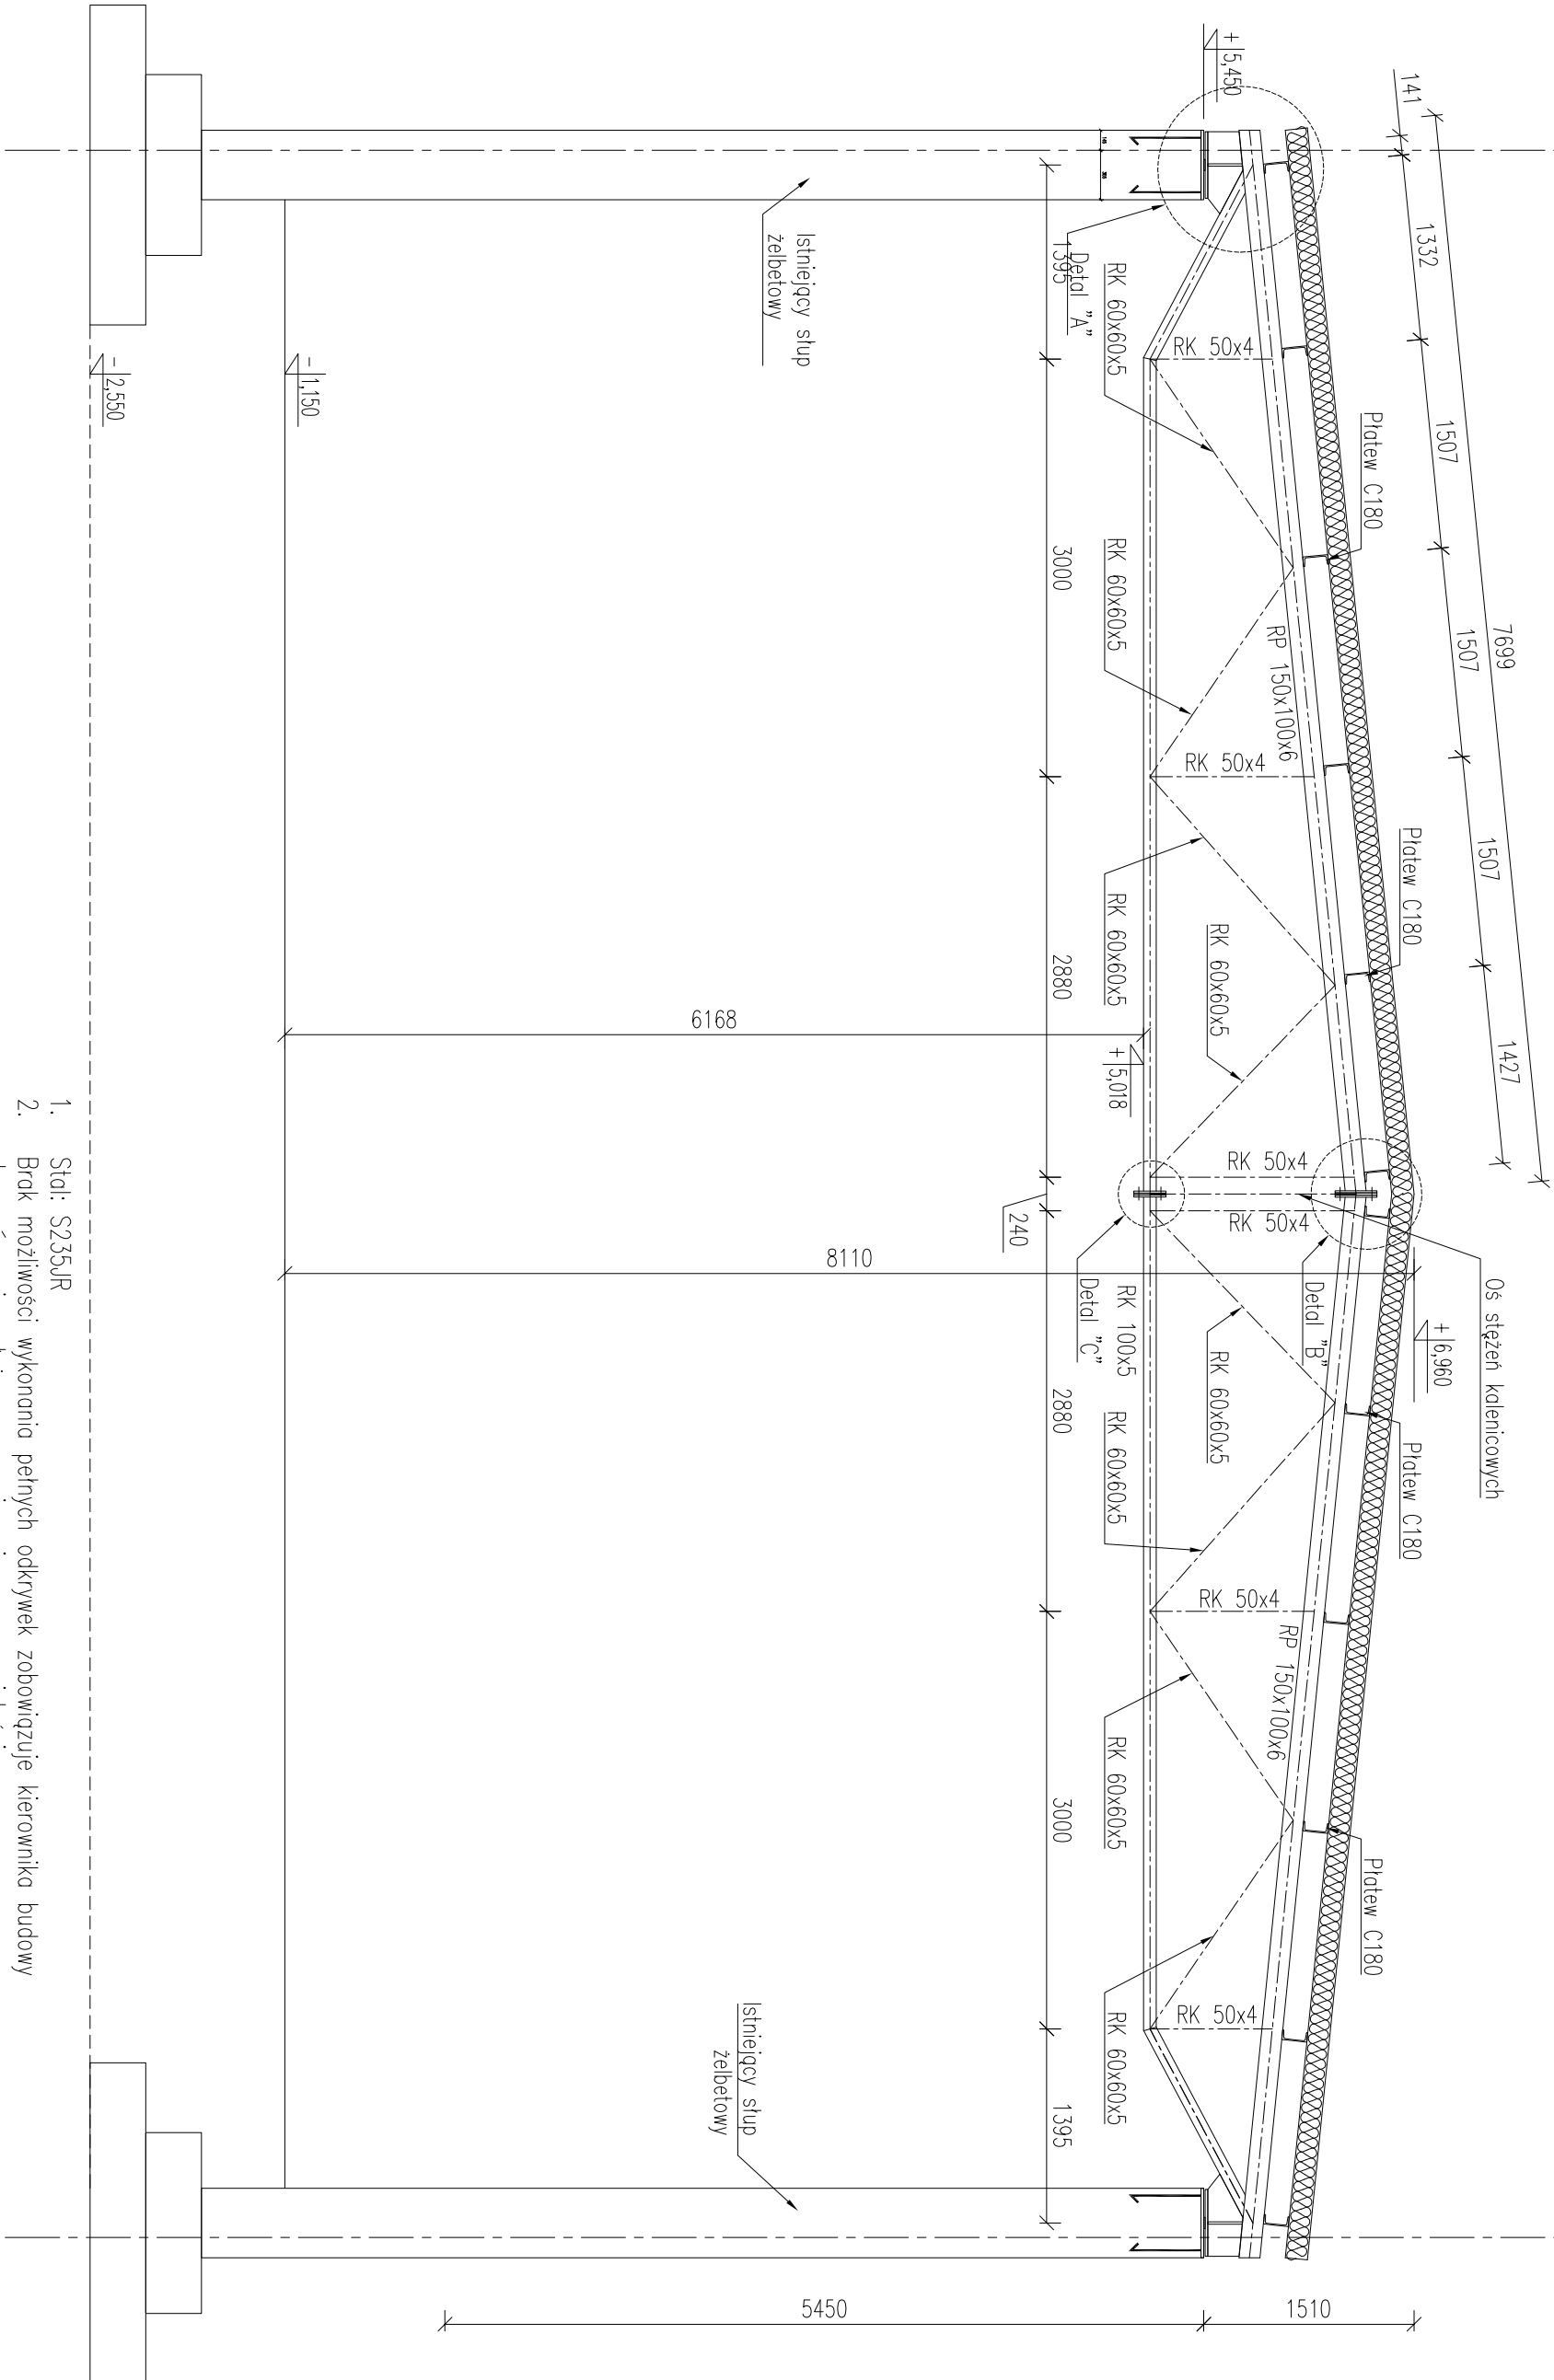 7699
141
1332
1507
1507
1507
1507
1427
+ 5,450
+ 6,960
Oś stężeń kalenicowych
Płatew C180
Płatew C180
Płatew C180
Płatew C180
RP 150x100x6
RP 150x100x6
RK 50x4
RK 50x4
RK 50x4
RK 50x4
RK 50x4
RK 50x4
Detal "B"
RK 60x60x5
RK 60x60x5
RK 60x60x5
RK 60x60x5
RK 60x60x5
RK 60x60x5
RK 60x60x5
RK 60x60x5
RK 100x5
Detal "A"
Detal "C"
+ 5,018
1395
3000
2880
240
2880
3000
1395
Istniejący słup
żelbetowy
Istniejący słup
żelbetowy
6168
8110
5450
1510
- 1,150
- 2,550
1. Stal: S235JR
2. Brak możliwości wykonania pełnych odkrywek zobowiązuje kierownika budowy